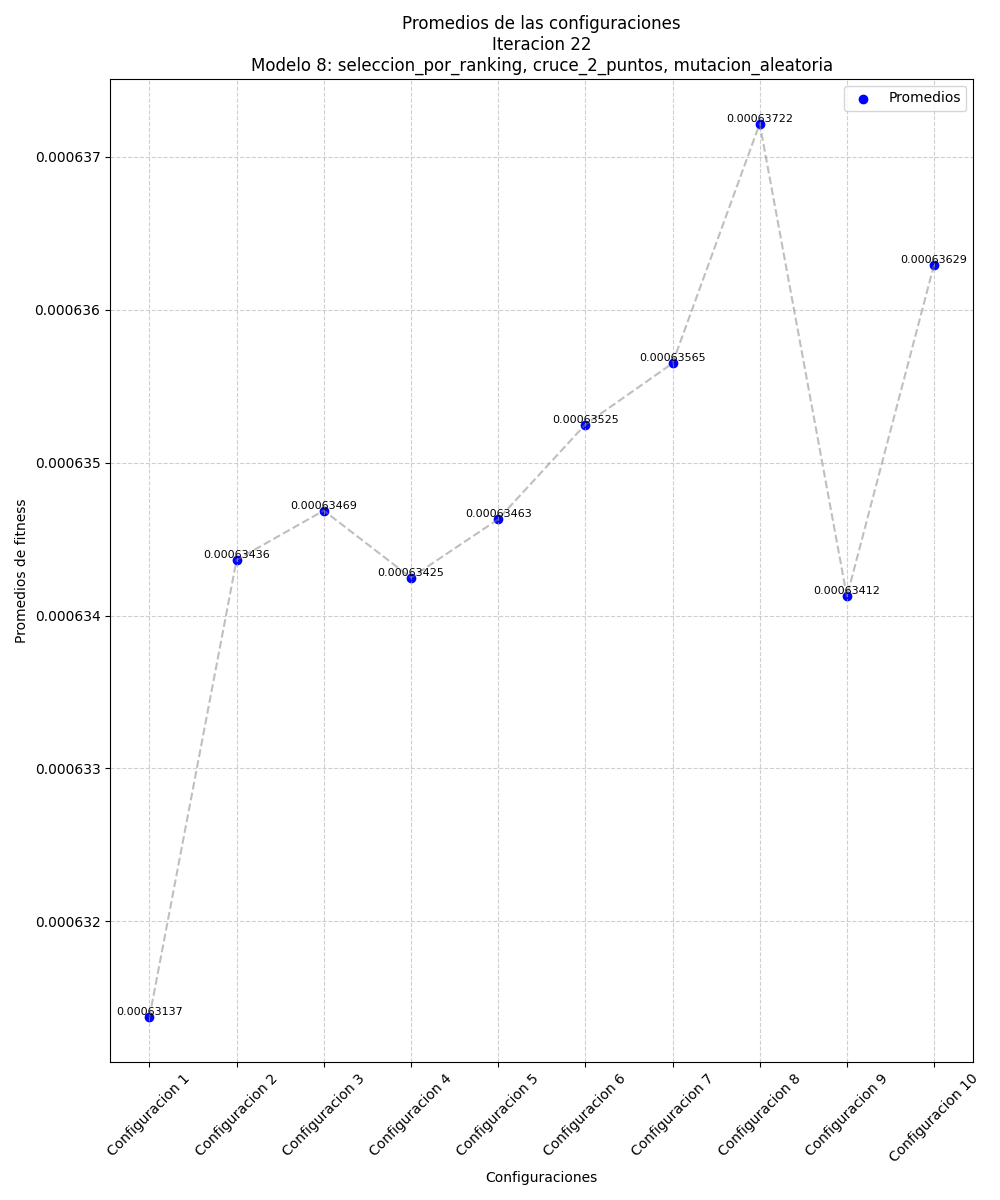 Promedios de las configuraciones
Iteracion 22
Modelo 8: seleccion_por_ranking, cruce_2_puntos, mutacion_aleatoria
Promedios
0.00063722
0.000637
0.00063629
0.000636
0.00063565
0.00063525
0.000635
0.00063469
0.00063463
0.00063436
0.00063425
0.00063412
0.000634
0.000633
0.000632
0.00063137
Promedios de fitness
Configuracion 1
Configuracion 2
Configuracion 3
Configuracion 4
Configuracion 5
Configuracion 6
Configuracion 7
Configuracion 8
Configuracion 9
Configuracion 10
Configuraciones